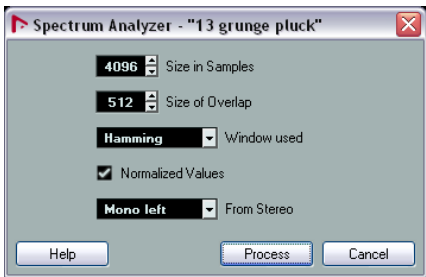 Spectrum Analyzer - "13 grunge pluck"
4096 Size in Samples
512 Size of Overlap
Hamming Window used
Normalized Values
Mono left From Stereo
Help Process Cancel